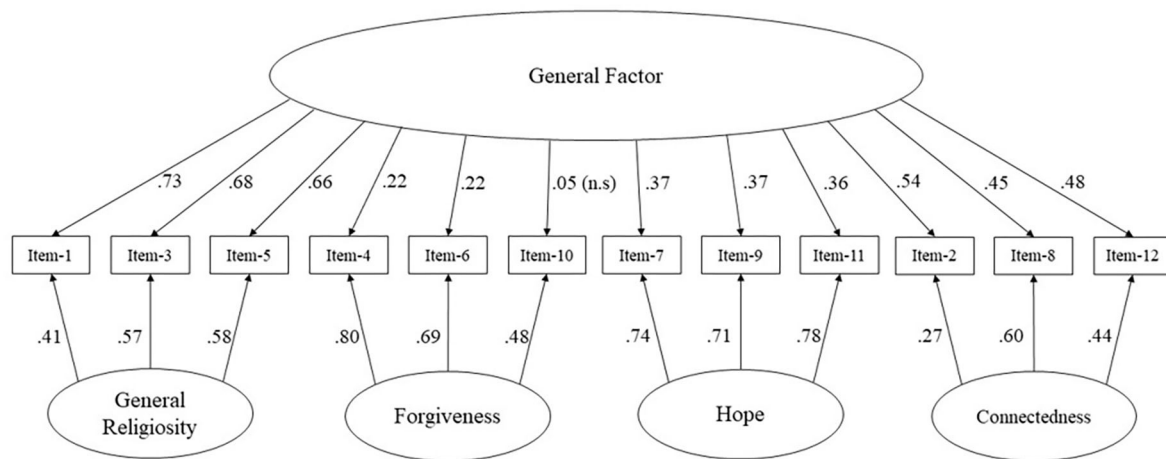 General Factor
.73 .68 .66 .22 .22 .05 (n.s) .37 .37 .36 .54 .45 .48
Item-1 Item-3 Item-5 Item-4 Item-6 Item-10 Item-7 Item-9 Item-11 Item-2 Item-8 Item-12
.41 .57 .58 .80 .69 .48 .74 .71 .78 .27 .60 .44
General
Religiosity
Forgiveness
Hope
Connectedness